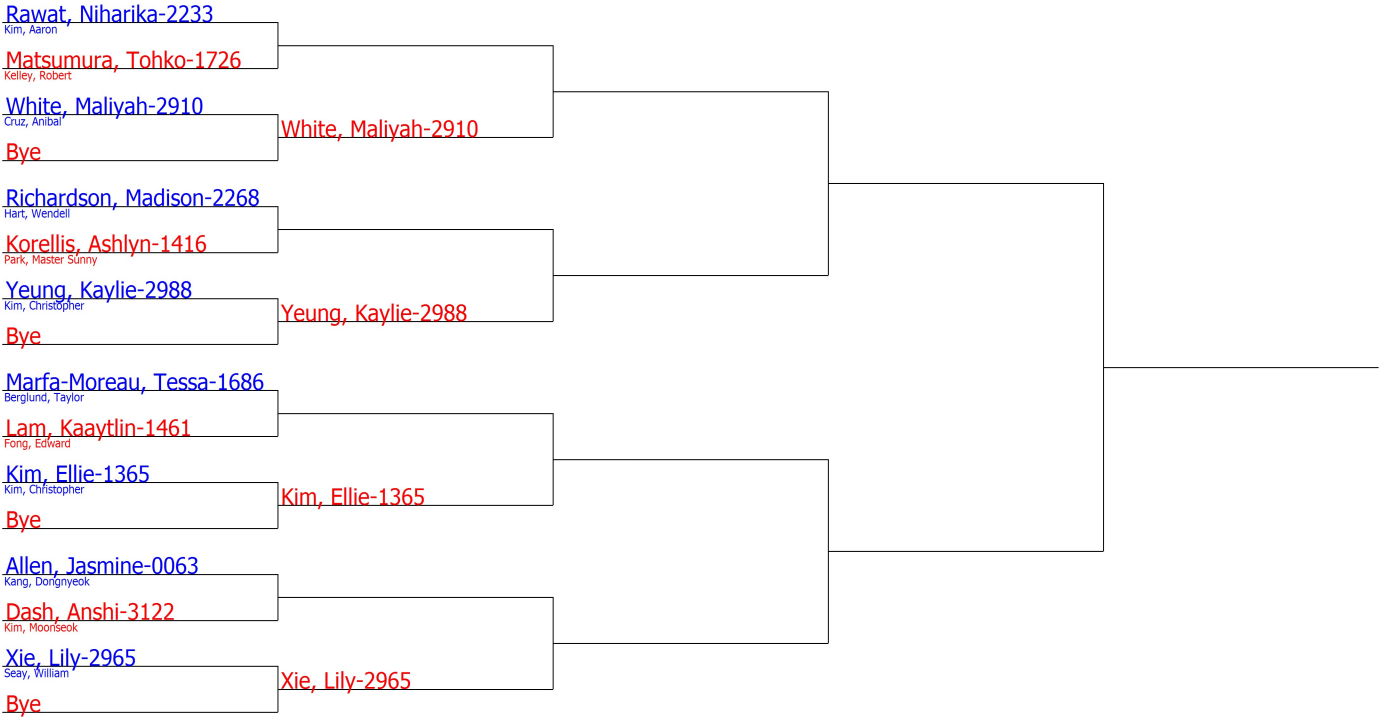 Rawat, Niharika-2233
Kim, Aaron
Matsumura, Tohko-1726
Kelley, Robert
White, Maliyah-2910
Cruz, Anibal
White, Maliyah-2910
Bye
Richardson, Madison-2268
Hart, Wendell
Korellis, Ashlyn-1416
Park, Master Sunny
Yeung, Kaylie-2988
Kim, Christopher
Yeung, Kaylie-2988
Bye
Marfa-Moreau, Tessa-1686
Berglund, Taylor
Lam, Kaaytlin-1461
Fong, Edward
Kim, Ellie-1365
Kim, Christopher
Kim, Ellie-1365
Bye
Allen, Jasmine-0063
Kang, Dongnyeok
Dash, Anshi-3122
Kim, Moonseok
Xie, Lily-2965
Seay, William
Xie, Lily-2965
Bye